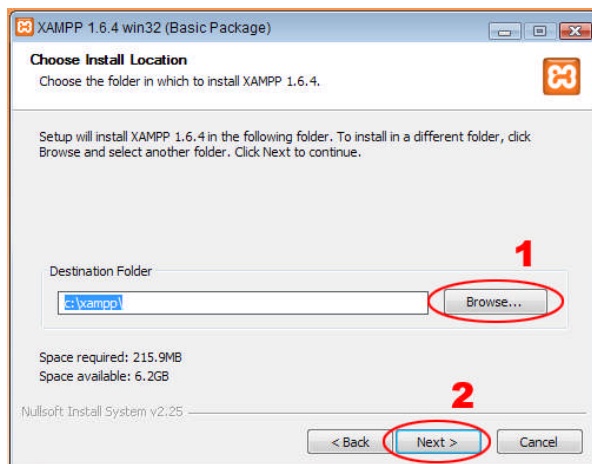 XAMPP 1.6.4 win32 (Basic Package)
Choose Install Location
Choose the folder in which to install XAMPP 1.6.4.
Setup will install XAMPP 1.6.4 in the following folder. To install in a different folder, click
Browse and select another folder. Click Next to continue.
1
Destination Folder
c:\xampp\
Browse...
Space required: 215.9MB
Space available: 6.2GB
2
Nullsoft Install System v2.25
< Back
Next >
Cancel